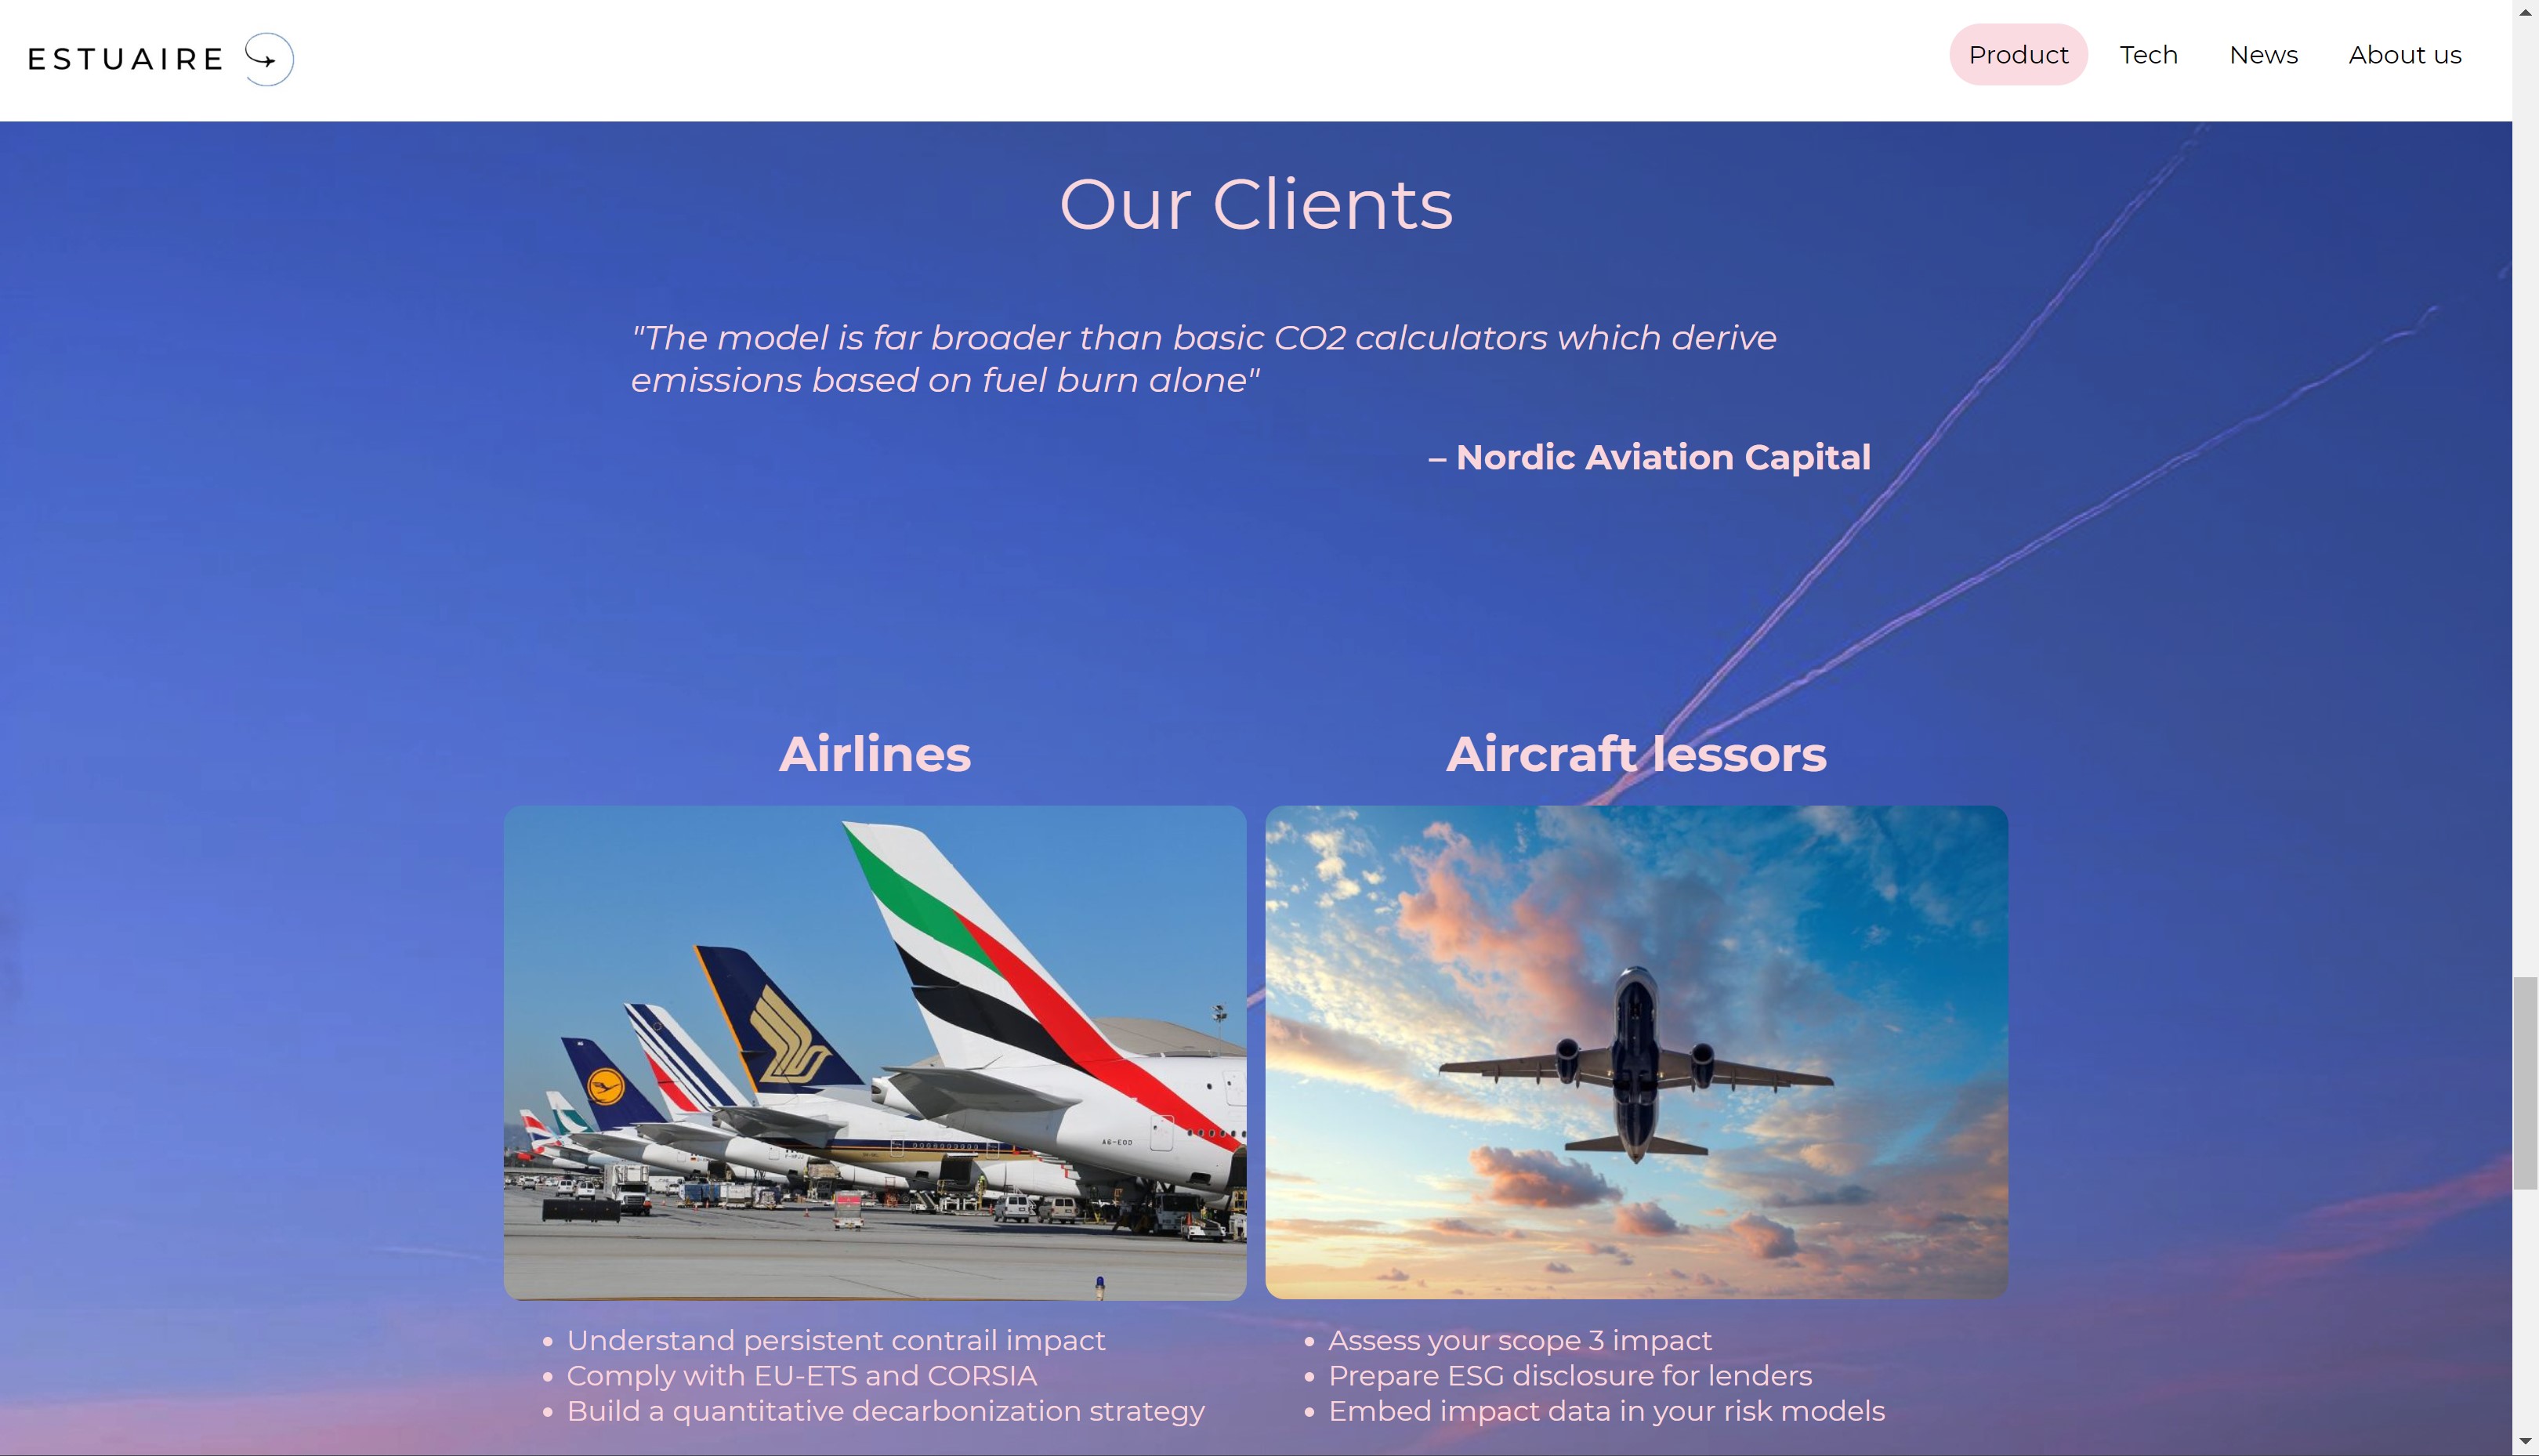 ESTUAIRE
Product
Tech
News
About us
Our Clients
"The model is far broader than basic CO2 calculators which derive
emissions based on fuel burn alone"
– Nordic Aviation Capital
Airlines
Aircraft lessors
A6-EOD
Understand persistent contrail impact
Comply with EU-ETS and CORSIA
Build a quantitative decarbonization strategy
Assess your scope 3 impact
Prepare ESG disclosure for lenders
Embed impact data in your risk models